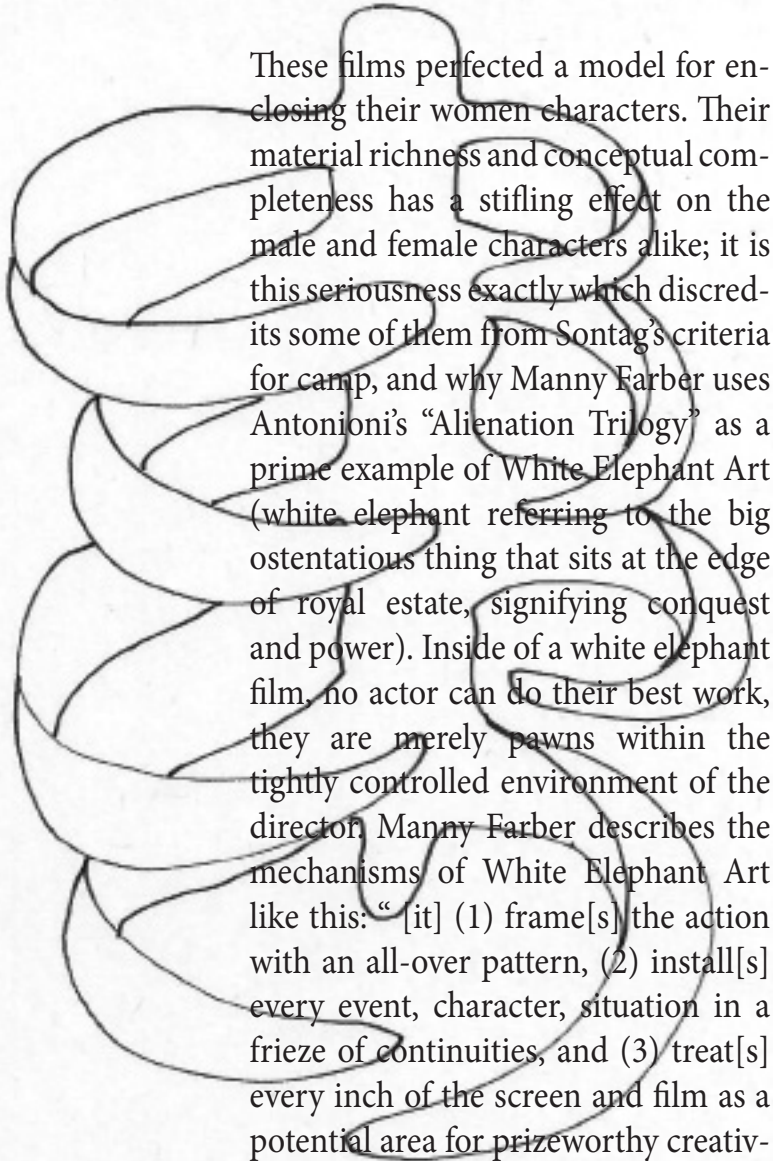 These films perfected a model for en-
closing their women characters. Their
material richness and conceptual com-
pleteness has a stifling effect on the
male and female characters alike; it is
this seriousness exactly which discred-
its some of them from Sontag’s criteria
for camp, and why Manny Farber uses
Antonioni’s “Alienation Trilogy” as a
prime example of White Elephant Art
(white elephant referring to the big
ostentatious thing that sits at the edge
of royal estate, signifying conquest
and power). Inside of a white elephant
film, no actor can do their best work,
they are merely pawns within the
tightly controlled environment of the
director. Manny Farber describes the
mechanisms of White Elephant Art
like this: “ [it] (1) frame[s] the action
with an all-over pattern, (2) install[s]
every event, character, situation in a
frieze of continuities, and (3) treat[s]
every inch of the screen and film as a
potential area for prizeworthy creativ-